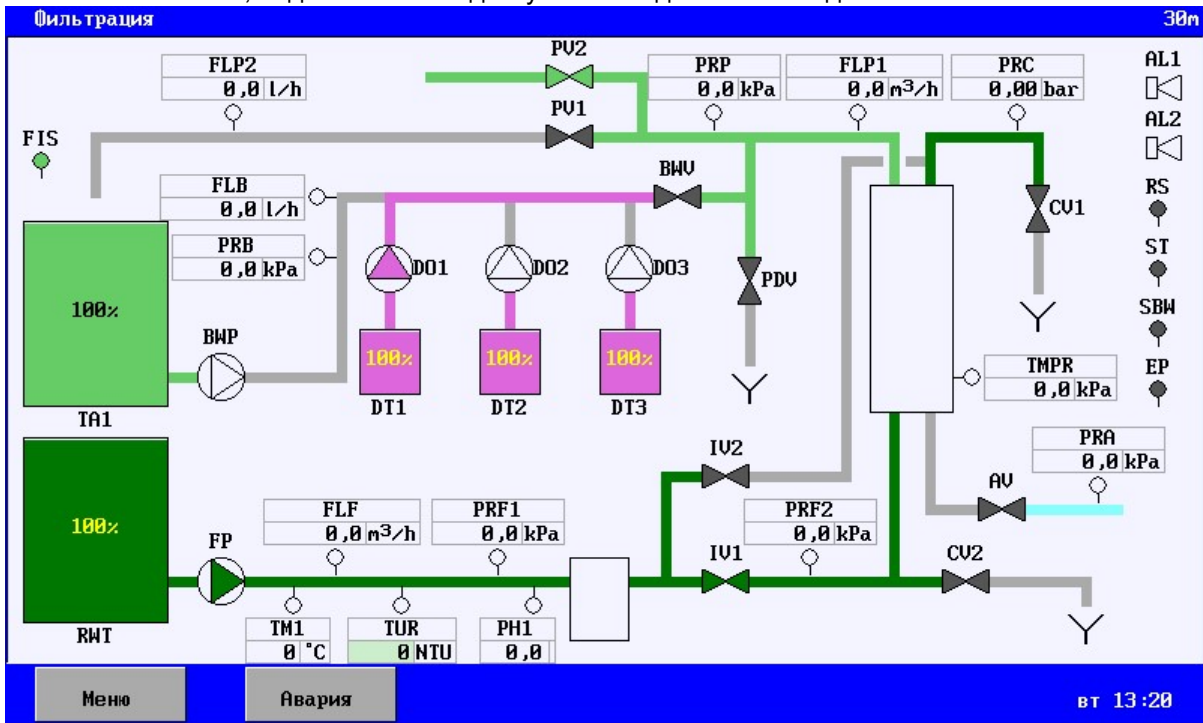 Фильтрация 30m
FLP2
0,0 l/h
PV2
PRP
0,0 kPa
FLP1
0,0 m³/h
PRC
0,00 bar
AL1
AL2
FIS
PV1
FLB
0,0 l/h
BWV
RS
CV1
PRB
0,0 kPa
DO1
DO2
DO3
PDV
ST
100%
BWP
100%
100%
100%
SBW
DT1
DT2
DT3
TMPR
0,0 kPa
EP
TA1
IV2
PRA
0,0 kPa
AV
100%
FP
FLF
0,0 m³/h
PRF1
0,0 kPa
IV1
PRF2
0,0 kPa
CV2
RWT
TM1
0 °C
TUR
0 NTU
PH1
0,0
Меню Авария вт 13:20